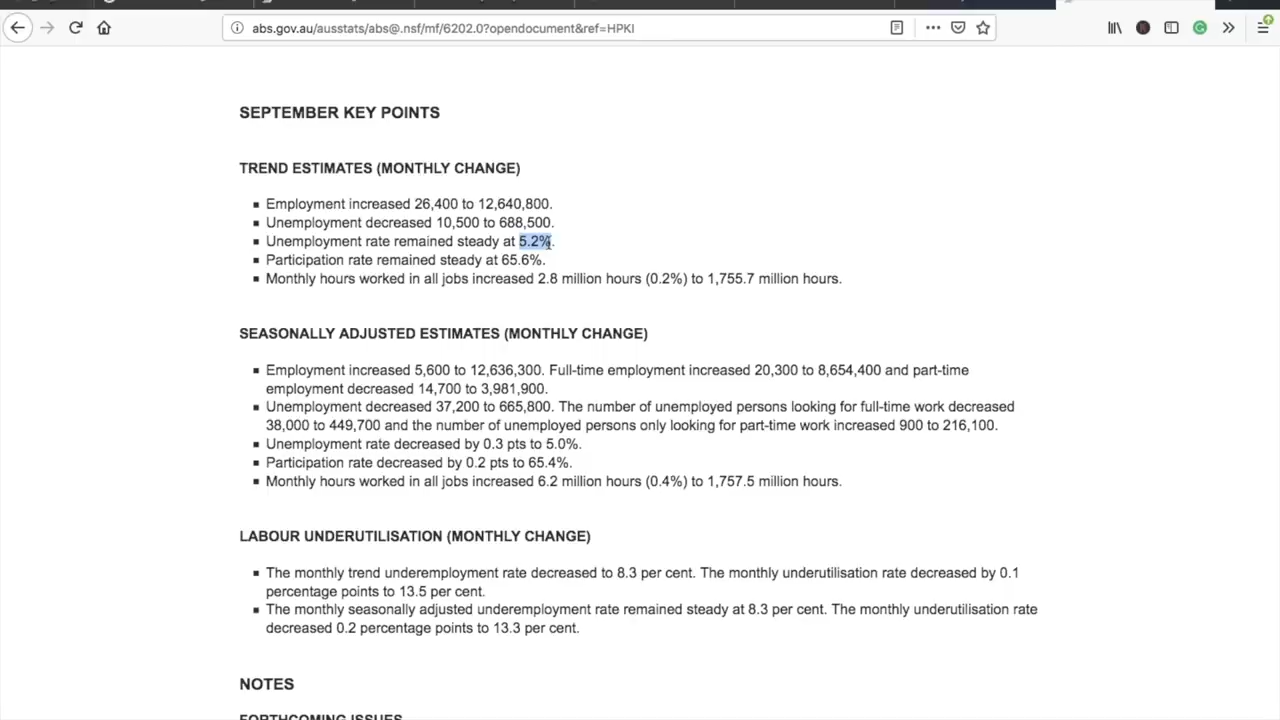 abs.gov.au/ausstats/abs@.nsf/mf/6202.0?opendocument&ref=HPKI
SEPTEMBER KEY POINTS
TREND ESTIMATES (MONTHLY CHANGE)
Employment increased 26,400 to 12,640,800.
Unemployment decreased 10,500 to 688,500.
Unemployment rate remained steady at 5.2%.
Participation rate remained steady at 65.6%.
Monthly hours worked in all jobs increased 2.8 million hours (0.2%) to 1,755.7 million hours.
SEASONALLY ADJUSTED ESTIMATES (MONTHLY CHANGE)
Employment increased 5,600 to 12,636,300. Full-time employment increased 20,300 to 8,654,400 and part-time
employment decreased 14,700 to 3,981,900.
Unemployment decreased 37,200 to 665,800. The number of unemployed persons looking for full-time work decreased
38,000 to 449,700 and the number of unemployed persons only looking for part-time work increased 900 to 216,100.
Unemployment rate decreased by 0.3 pts to 5.0%.
Participation rate decreased by 0.2 pts to 65.4%.
Monthly hours worked in all jobs increased 6.2 million hours (0.4%) to 1,757.5 million hours.
LABOUR UNDERUTILISATION (MONTHLY CHANGE)
The monthly trend underemployment rate decreased to 8.3 per cent. The monthly underutilisation rate decreased by 0.1
percentage points to 13.5 per cent.
The monthly seasonally adjusted underemployment rate remained steady at 8.3 per cent. The monthly underutilisation rate
decreased 0.2 percentage points to 13.3 per cent.
NOTES
FORTHCOMING ISSUES